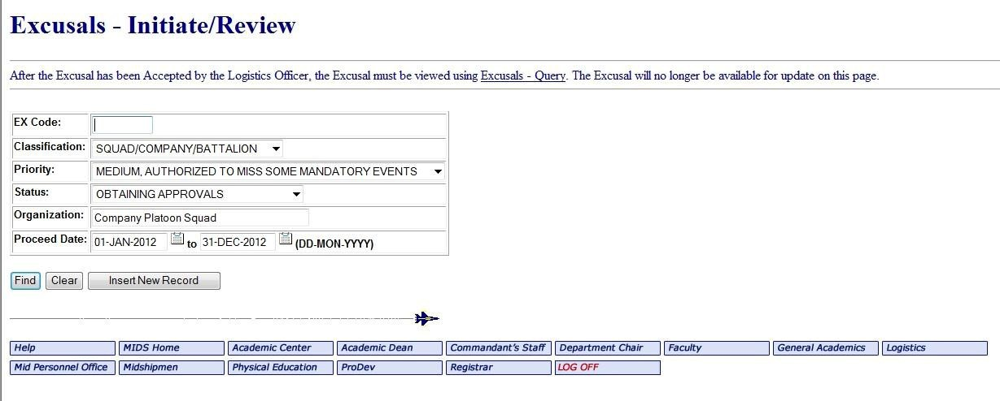 Excusals - Initiate/Review
After the Excusal has been Accepted by the Logistics Officer, the Excusal must be viewed using Excusals - Query. The Excusal will no longer be available for update on this page.
EX Code:
Classification: SQUAD/COMPANY/BATTALION
Priority: MEDIUM, AUTHORIZED TO MISS SOME MANDATORY EVENTS
Status: OBTAINING APPROVALS
Organization: Company Platoon Squad
Proceed Date: 01-JAN-2012 to 31-DEC-2012 (DD-MON-YYYY)
Find Clear Insert New Record
Help MIDS Home Academic Center Academic Dean Commandant's Staff Department Chair Faculty General Academics Logistics
Mid Personnel Office Midshipmen Physical Education ProDev Registrar LOG OFF